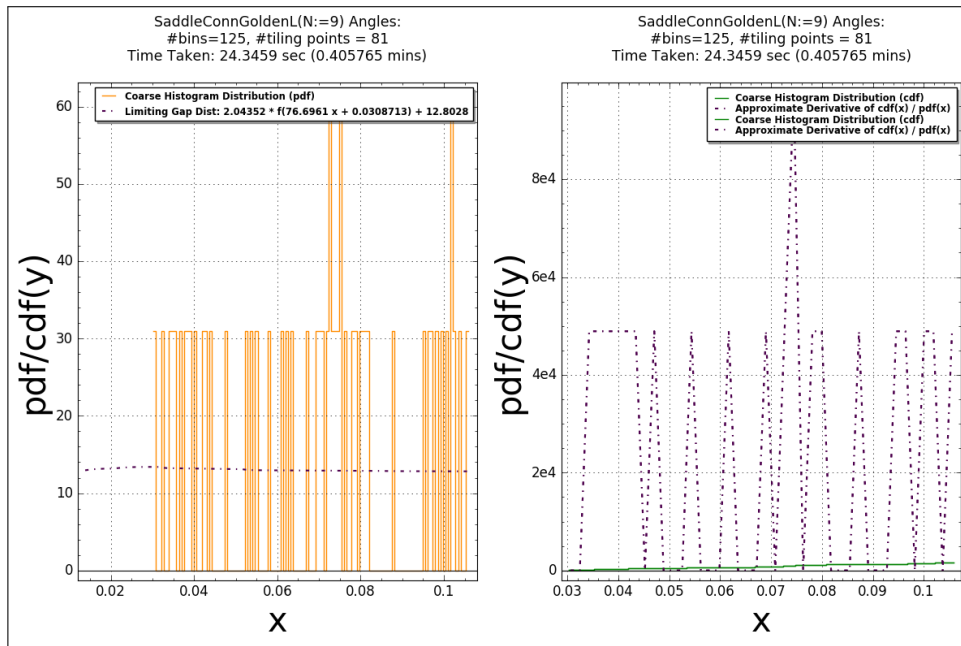 SaddleConnGoldenL(N:=9) Angles:
#bins=125, #tiling points = 81
Time Taken: 24.3459 sec (0.405765 mins)
Coarse Histogram Distribution (pdf)
Limiting Gap Dist: 2.04352 * f(76.6961 x + 0.0308713) + 12.8028
60
50
40
30
20
10
0
pdf/cdf(y)
0.02
0.04
0.06
0.08
0.1
x
SaddleConnGoldenL(N:=9) Angles:
#bins=125, #tiling points = 81
Time Taken: 24.3459 sec (0.405765 mins)
Coarse Histogram Distribution (cdf)
Approximate Derivative of cdf(x) / pdf(x)
Coarse Histogram Distribution (cdf)
Approximate Derivative of cdf(x) / pdf(x)
8e4
6e4
4e4
2e4
0
pdf/cdf(y)
0.03
0.04
0.05
0.06
0.07
0.08
0.09
0.1
x